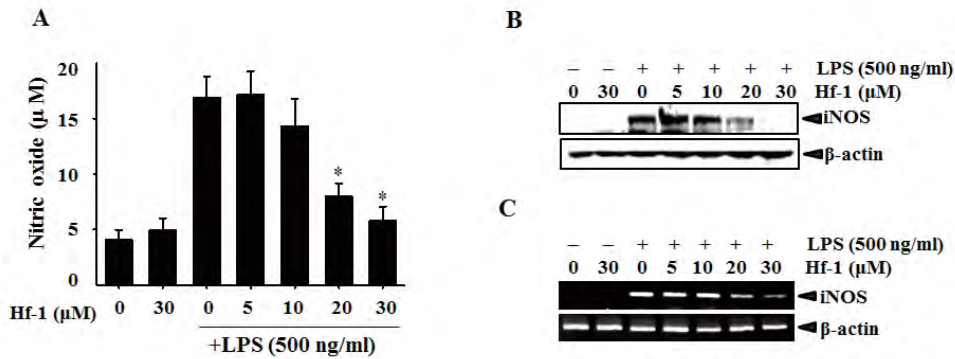 A
Nitric oxide (μ M)
20
15
10
5
0
Hf-1 (μM) 0 30 0 5 10 20 30
* *
+LPS (500 ng/ml)
B
– – + + + + + LPS (500 ng/ml)
0 30 0 5 10 20 30 Hf-1 (μM)
iNOS
β-actin
C
– – + + + + + LPS (500 ng/ml)
0 30 0 5 10 20 30 Hf-1 (μM)
iNOS
β-actin